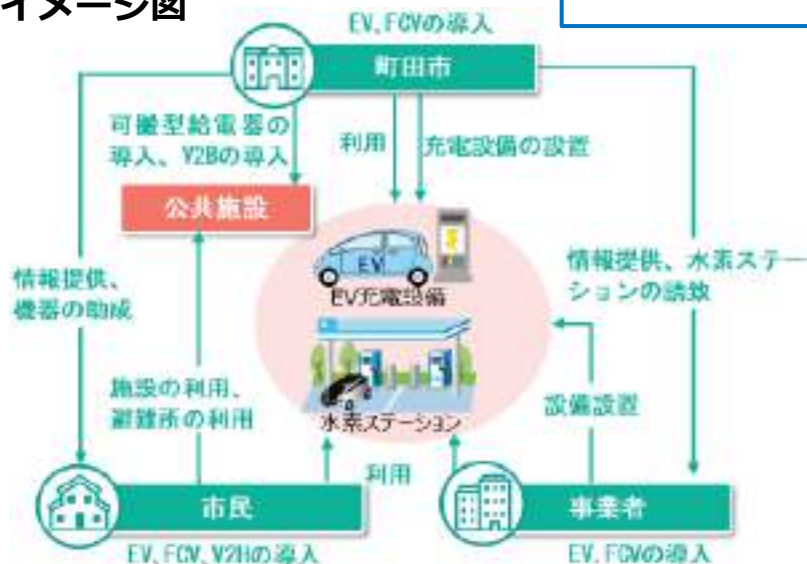 イメージ図
EV、FCVの導入
町田市
可搬型給電器の
導入、V2Bの導入
利用
充電設備の設置
公共施設
情報提供、
機器の助成
EV
EV充電設備
情報提供、水素ステー
ションの誘致
施設の利用、
避難所の利用
水素ステーション
設備設置
利用
市民
事業者
EV、FCV、V2Hの導入
EV、FCVの導入